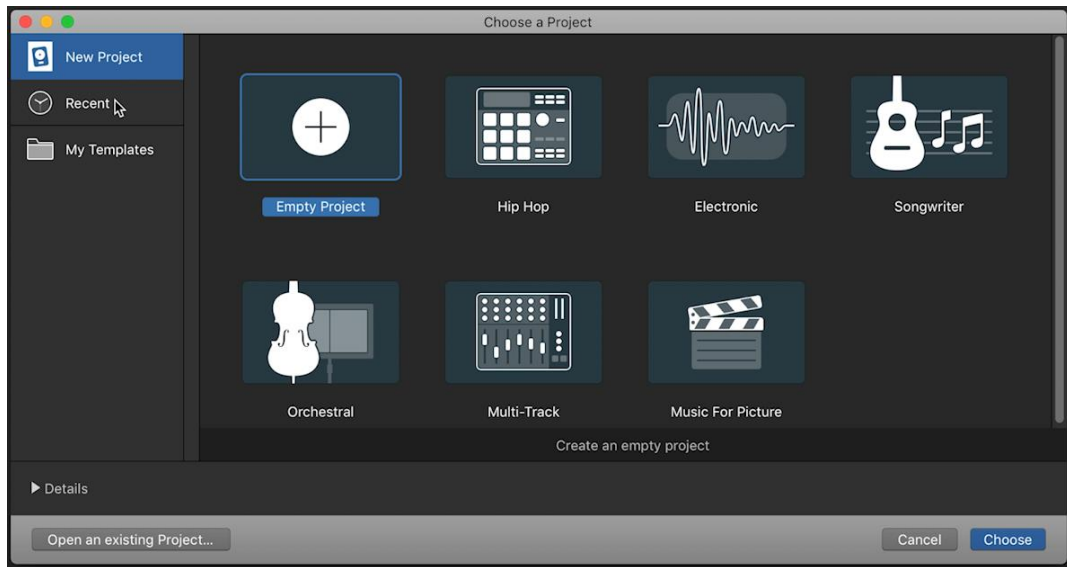 Choose a Project
New Project
Recent
My Templates
Empty Project
Hip Hop
Electronic
Songwriter
Orchestral
Multi-Track
Music For Picture
Create an empty project
Details
Open an existing Project...
Cancel
Choose